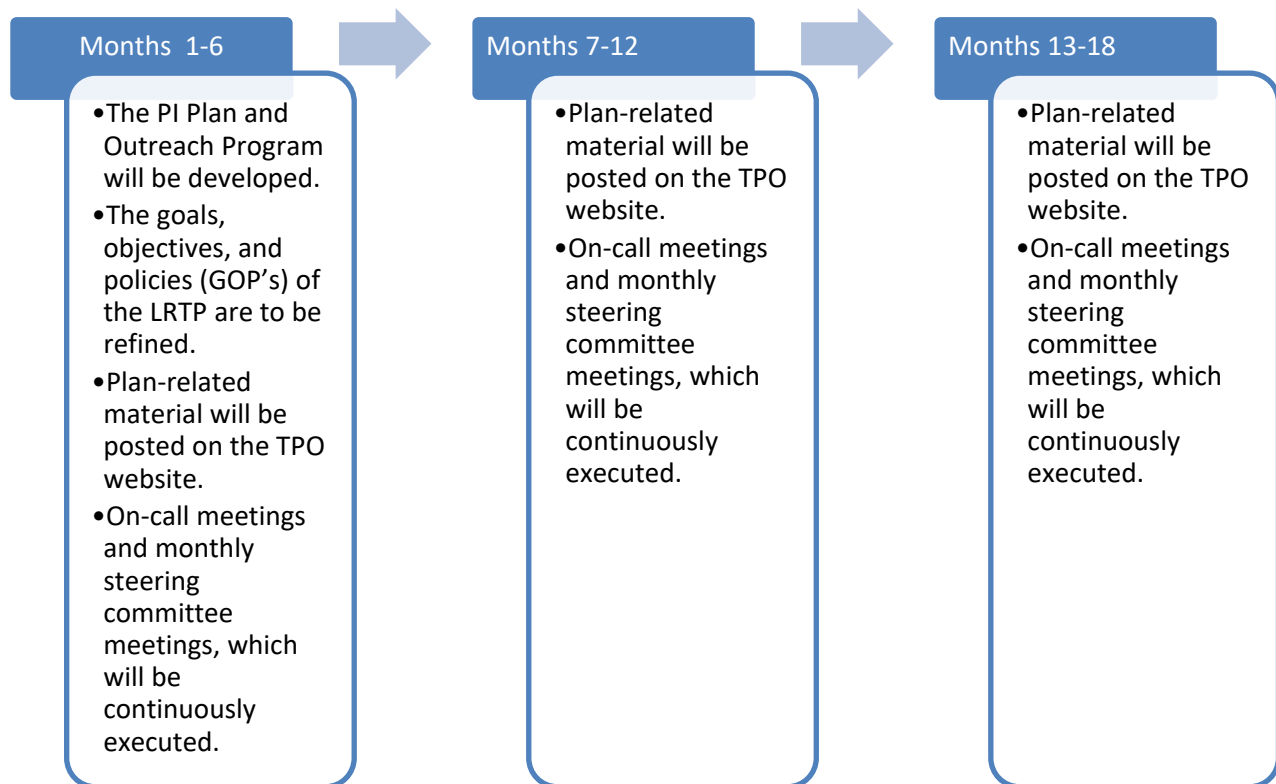 Months  1-6
•The PI Plan and
Outreach Program
will be developed.
•The goals,
objectives, and
policies (GOP's) of
the LRTP are to be
refined.
•Plan-related
material will be
posted on the TPO
website.
•On-call meetings
and monthly
steering
committee
meetings, which
will be
continuously
executed.
Months 7-12
•Plan-related
material will be
posted on the TPO
website.
•On-call meetings
and monthly
steering
committee
meetings, which
will be
continuously
executed.
Months 13-18
•Plan-related
material will be
posted on the TPO
website.
•On-call meetings
and monthly
steering
committee
meetings, which
will be
continuously
executed.